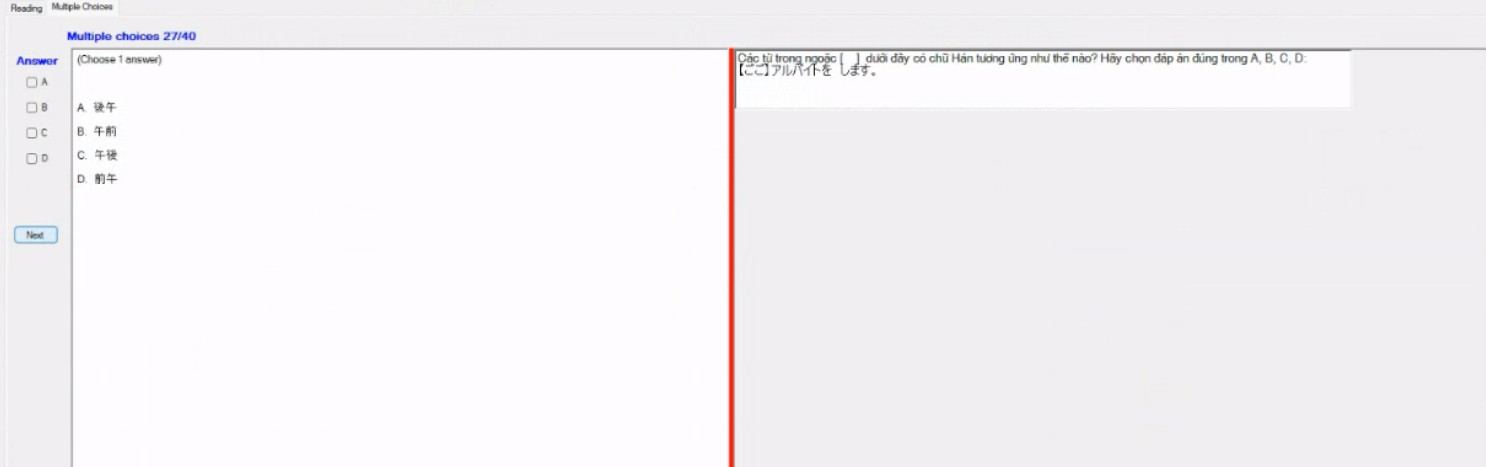 Reading Multiple Choices
Multiple choices 27/40
Answer
(Choose 1 answer)
A
B
C
D
A. 後午
B. 午前
C. 午後
D. 前午
Next
Các từ trong ngoặc [ ] dưới đây có chữ Hán tương ứng như thế nào? Hãy chọn đáp án đúng trong A, B, C, D:
【ごご】アルバイトを します。